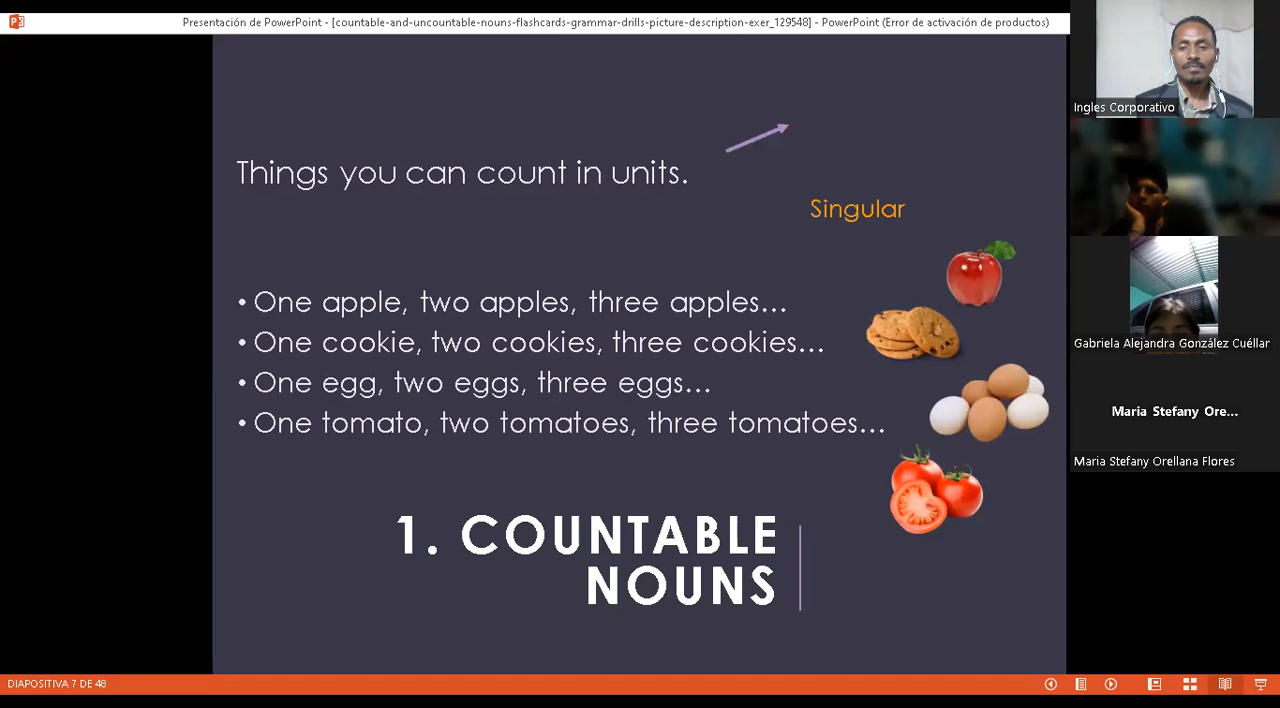 Presentación de PowerPoint - [countable-and-uncountable-nouns-flashcards-grammar-drills-picture-description-exer_129548] - PowerPoint (Error de activación de productos)
Things you can count in units.
Singular
• One apple, two apples, three apples...
• One cookie, two cookies, three cookies...
• One egg, two eggs, three eggs...
• One tomato, two tomatoes, three tomatoes...
1. COUNTABLE
NOUNS
DIAPOSITIVA 7 DE 48
Ingles Corporativo
Gabriela Alejandra González Cuéllar
Maria Stefany Ore...
Maria Stefany Orellana Flores